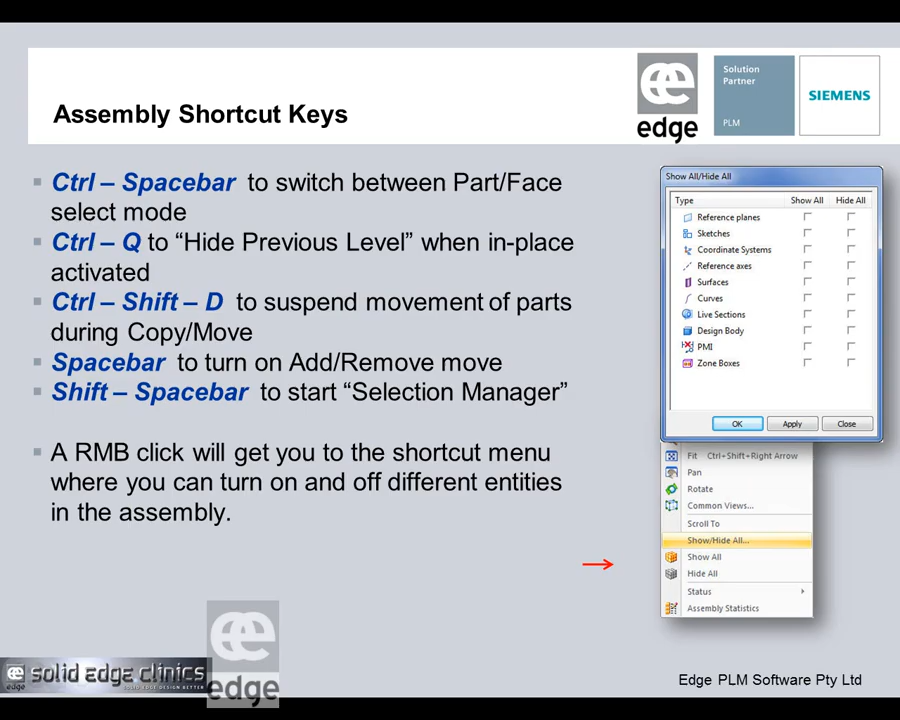 Assembly Shortcut Keys
edge
Solution
Partner
PLM
SIEMENS
Ctrl – Spacebar to switch between Part/Face
select mode
Ctrl – Q to “Hide Previous Level” when in-place
activated
Ctrl – Shift – D to suspend movement of parts
during Copy/Move
Spacebar to turn on Add/Remove move
Shift – Spacebar to start “Selection Manager”
A RMB click will get you to the shortcut menu
where you can turn on and off different entities
in the assembly.
Show All/Hide All
Type Show All Hide All
Reference planes
Sketches
Coordinate Systems
Reference axes
Surfaces
Curves
Live Sections
Design Body
PMI
Zone Boxes
OK Apply Close
Fit Ctrl+Shift+Right Arrow
Pan
Rotate
Common Views...
Scroll To
Show/Hide All...
Show All
Hide All
Status
Assembly Statistics
edge
solid edge clinics
SOLID EDGE DESIGN BETTER
edge
Edge PLM Software Pty Ltd